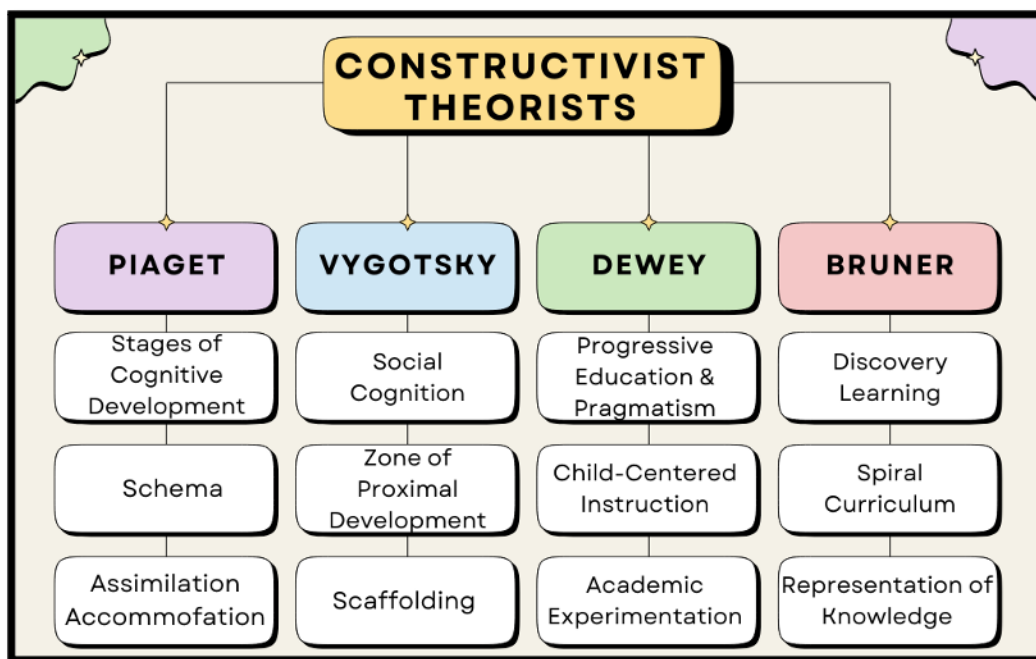 CONSTRUCTIVIST
THEORISTS
PIAGET
Stages of
Cognitive
Development
Schema
Assimilation
Accommofation
VYGOTSKY
Social
Cognition
Zone of
Proximal
Development
Scaffolding
DEWEY
Progressive
Education &
Pragmatism
Child-Centered
Instruction
Academic
Experimentation
BRUNER
Discovery
Learning
Spiral
Curriculum
Representation of
Knowledge